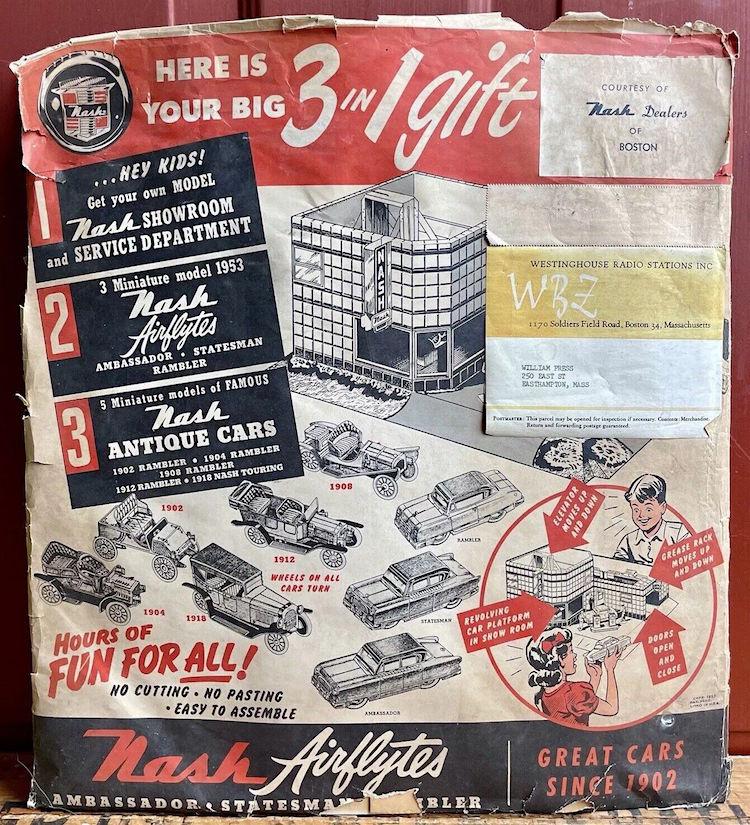 Nash
HERE IS
YOUR BIG
3 IN 1 gift
COURTESY OF
Nash Dealers
OF
BOSTON
1
...HEY KIDS!
Get your own MODEL
Nash SHOWROOM
and SERVICE DEPARTMENT
2
3 Miniature model 1953
Nash
Airflytes
AMBASSADOR • STATESMAN
RAMBLER
3
5 Miniature models of FAMOUS
Nash
ANTIQUE CARS
1902 RAMBLER • 1904 RAMBLER
1908 RAMBLER
1912 RAMBLER • 1918 NASH TOURING
NASH
Nash
WESTINGHOUSE RADIO STATIONS INC
WBZ
1170 Soldiers Field Road, Boston 34, Massachusetts
WILLIAM PRESS
250 EAST ST
EASTHAMPTON, MASS
POSTMASTER: This parcel may be opened for inspection if necessary. Contents: Merchandise.
Return and forwarding postage guaranteed.
1908
1902
1912
1904
1918
WHEELS ON ALL
CARS TURN
RAMBLER
STATESMAN
AMBASSADOR
ELEVATOR
MOVES UP
AND DOWN
GREASE RACK
MOVES UP
AND DOWN
REVOLVING
CAR PLATFORM
IN SHOW ROOM
DOORS
OPEN
AND
CLOSE
HOURS OF
FUN FOR ALL!
NO CUTTING • NO PASTING
• EASY TO ASSEMBLE
Nash Airflytes
AMBASSADOR • STATESMAN MBLER
GREAT CARS
SINCE 1902